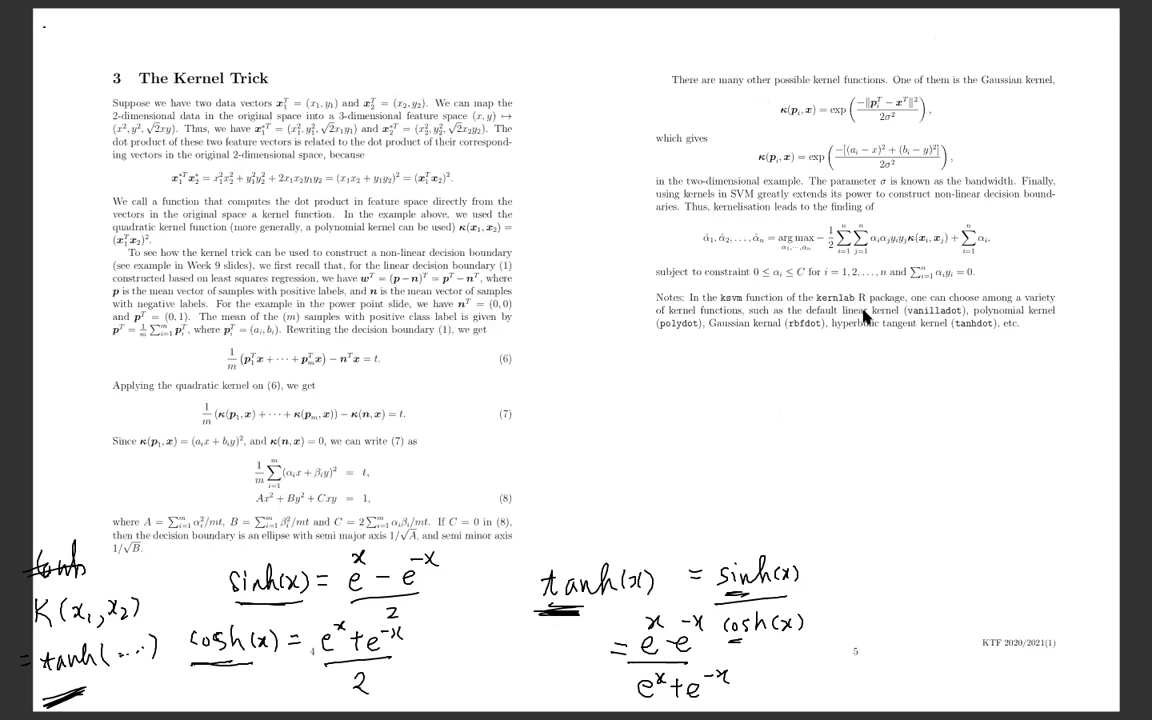 3 The Kernel Trick
Suppose we have two data vectors x₁ᵀ = (x₁, y₁) and x₂ᵀ = (x₂, y₂). We can map the
2-dimensional data in the original space into a 3-dimensional feature space (x, y) ↦
(x², y², √2xy). Thus, we have x₁*ᵀ = (x₁², y₁², √2x₁y₁) and x₂*ᵀ = (x₂², y₂², √2x₂y₂). The
dot product of these two feature vectors is related to the dot product of their correspond-
ing vectors in the original 2-dimensional space, because
x₁*ᵀx₂* = x₁²x₂² + y₁²y₂² + 2x₁x₂y₁y₂ = (x₁x₂ + y₁y₂)² = (x₁ᵀx₂)².
We call a function that computes the dot product in feature space directly from the
vectors in the original space a kernel function. In the example above, we used the
quadratic kernel function (more generally, a polynomial kernel can be used) κ(x₁, x₂) =
(x₁ᵀx₂)².
To see how the kernel trick can be used to construct a non-linear decision boundary
(see example in Week 9 slides), we first recall that, for the linear decision boundary (1)
constructed based on least squares regression, we have wᵀ = (p − n)ᵀ = pᵀ − nᵀ, where
p is the mean vector of samples with positive labels, and n is the mean vector of samples
with negative labels. For the example in the power point slide, we have nᵀ = (0, 0)
and pᵀ = (0, 1). The mean of the (m) samples with positive class label is given by
pᵀ = 1/m ∑ᵢ₌₁ᵐ pᵢᵀ, where pᵢᵀ = (aᵢ, bᵢ). Rewriting the decision boundary (1), we get
1/m (p₁ᵀx + ⋯ + pₘᵀx) − nᵀx = t. (6)
Applying the quadratic kernel on (6), we get
1/m (κ(p₁, x) + ⋯ + κ(pₘ, x)) − κ(n, x) = t. (7)
Since κ(p₁, x) = (aᵢx + bᵢy)², and κ(n, x) = 0, we can write (7) as
1/m ∑ᵢ₌₁ᵐ (αᵢx + βᵢy)² = t,
Ax² + By² + Cxy = 1, (8)
where A = ∑ᵢ₌₁ᵐ αᵢ²/mt, B = ∑ᵢ₌₁ᵐ βᵢ²/mt and C = 2∑ᵢ₌₁ᵐ αᵢβᵢ/mt. If C = 0 in (8),
then the decision boundary is an ellipse with semi major axis 1/√A, and semi minor axis
1/√B.
4
There are many other possible kernel functions. One of them is the Gaussian kernel,
κ(pᵢ, x) = exp(−‖pᵢᵀ − xᵀ‖² / 2σ²),
which gives
κ(pᵢ, x) = exp(−[(aᵢ − x)² + (bᵢ − y)²] / 2σ²),
in the two-dimensional example. The parameter σ is known as the bandwidth. Finally,
using kernels in SVM greatly extends its power to construct non-linear decision bound-
aries. Thus, kernelisation leads to the finding of
α̂₁, α̂₂, . . . , α̂ₙ = arg max α₁,⋯,αₙ − 1/2 ∑ᵢ₌₁ⁿ ∑ⱼ₌₁ⁿ αᵢαⱼyᵢyⱼκ(xᵢ, xⱼ) + ∑ᵢ₌₁ⁿ αᵢ,
subject to constraint 0 ≤ αᵢ ≤ C for i = 1, 2, . . . , n and ∑ᵢ₌₁ⁿ αᵢyᵢ = 0.
Notes: In the ksvm function of the kernlab R package, one can choose among a variety
of kernel functions, such as the default linear kernel (vanilladot), polynomial kernel
(polydot), Gaussian kernal (rbfdot), hyperbolic tangent kernel (tanhdot), etc.
KTF 2020/2021(1)
5
tanh
K(x₁, x₂)
= tanh(....)
sinh(x) = (eˣ − e⁻ˣ)/2
cosh(x) = (eˣ + e⁻ˣ)/2
tanh(x) = sinh(x)/cosh(x)
= (eˣ - e⁻ˣ)/(eˣ + e⁻ˣ)